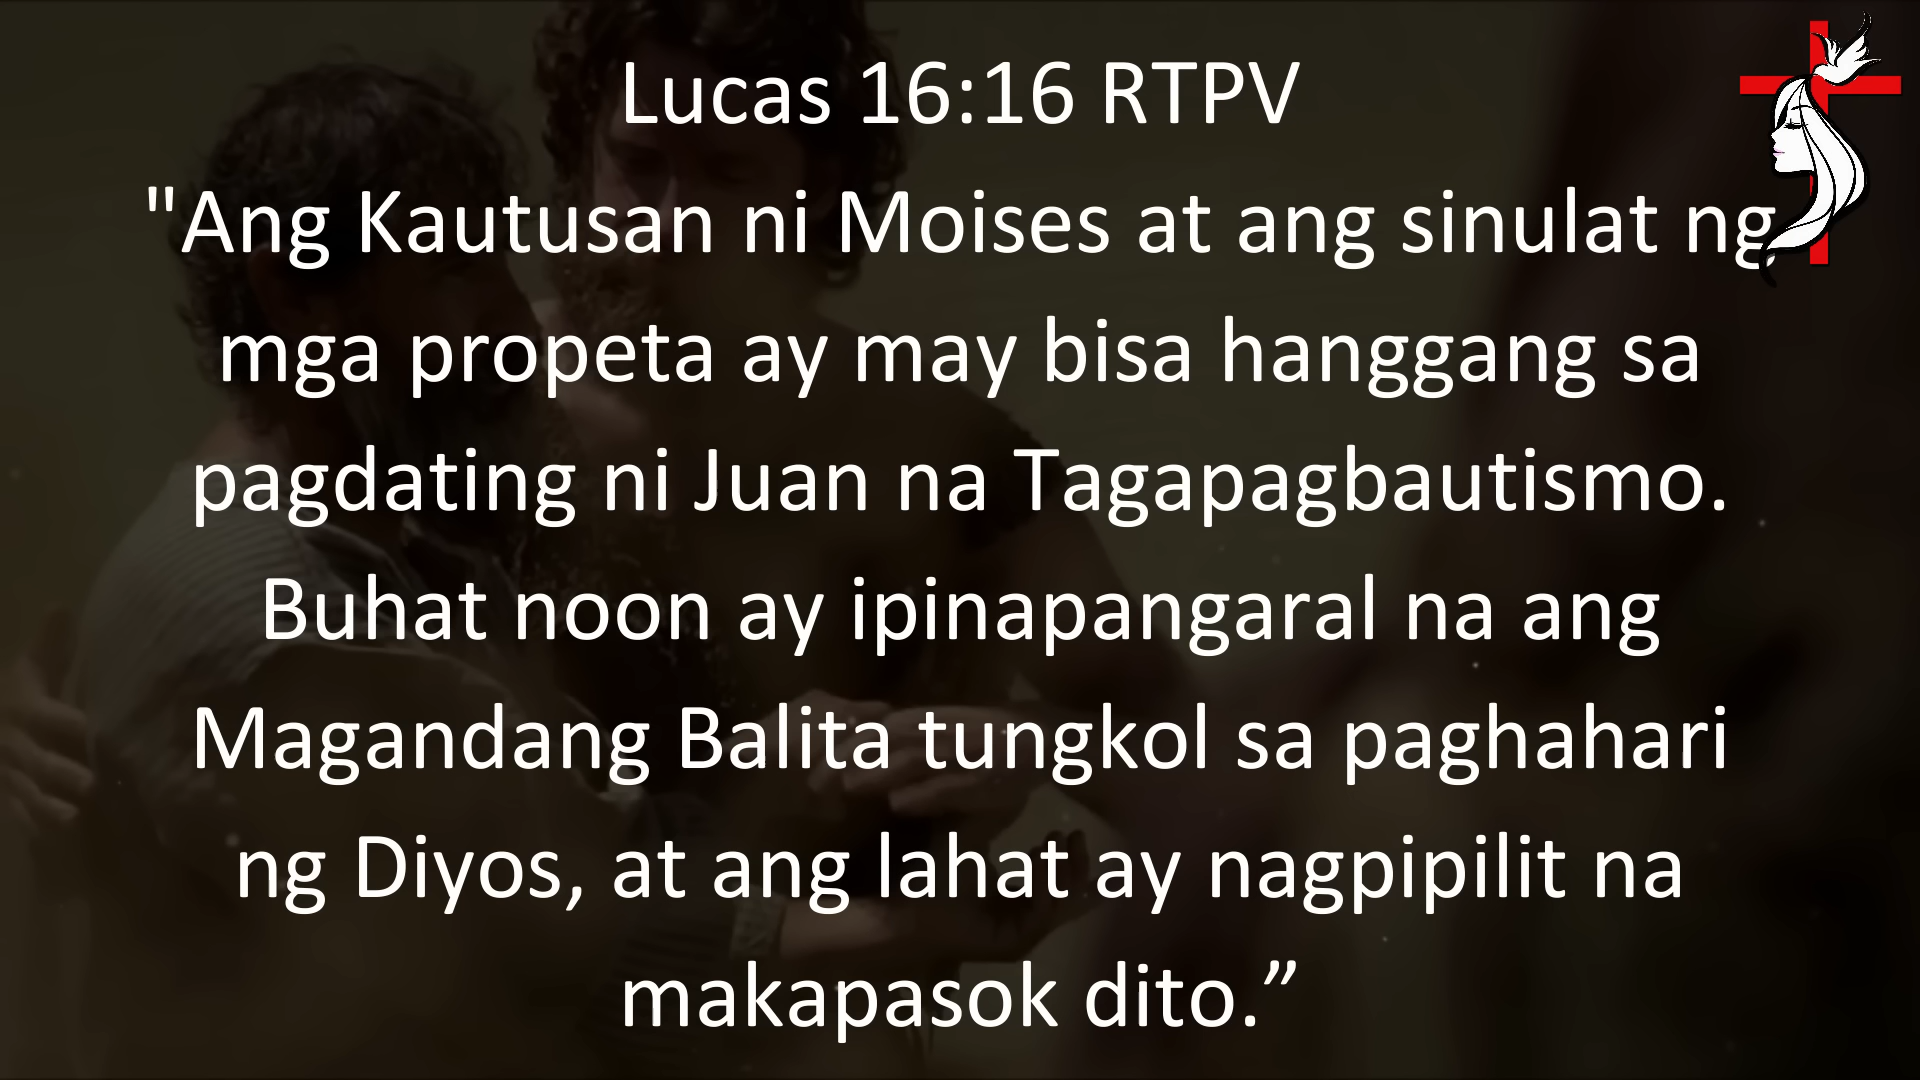 Lucas 16:16 RTPV
"Ang Kautusan ni Moises at ang sinulat ng
mga propeta ay may bisa hanggang sa
pagdating ni Juan na Tagapagbautismo.
Buhat noon ay ipinapangaral na ang
Magandang Balita tungkol sa paghahari
ng Diyos, at ang lahat ay nagpipilit na
makapasok dito.”